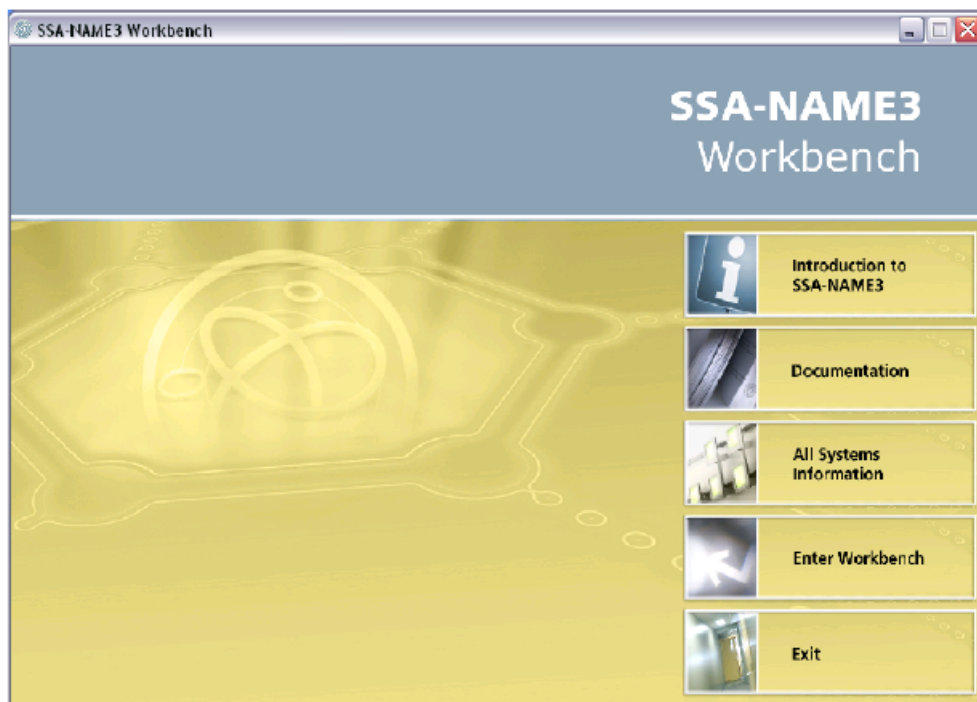 SSA-NAME3 Workbench
SSA-NAME3
Workbench
Introduction to
SSA-NAME3
Documentation
All Systems
Information
Enter Workbench
Exit